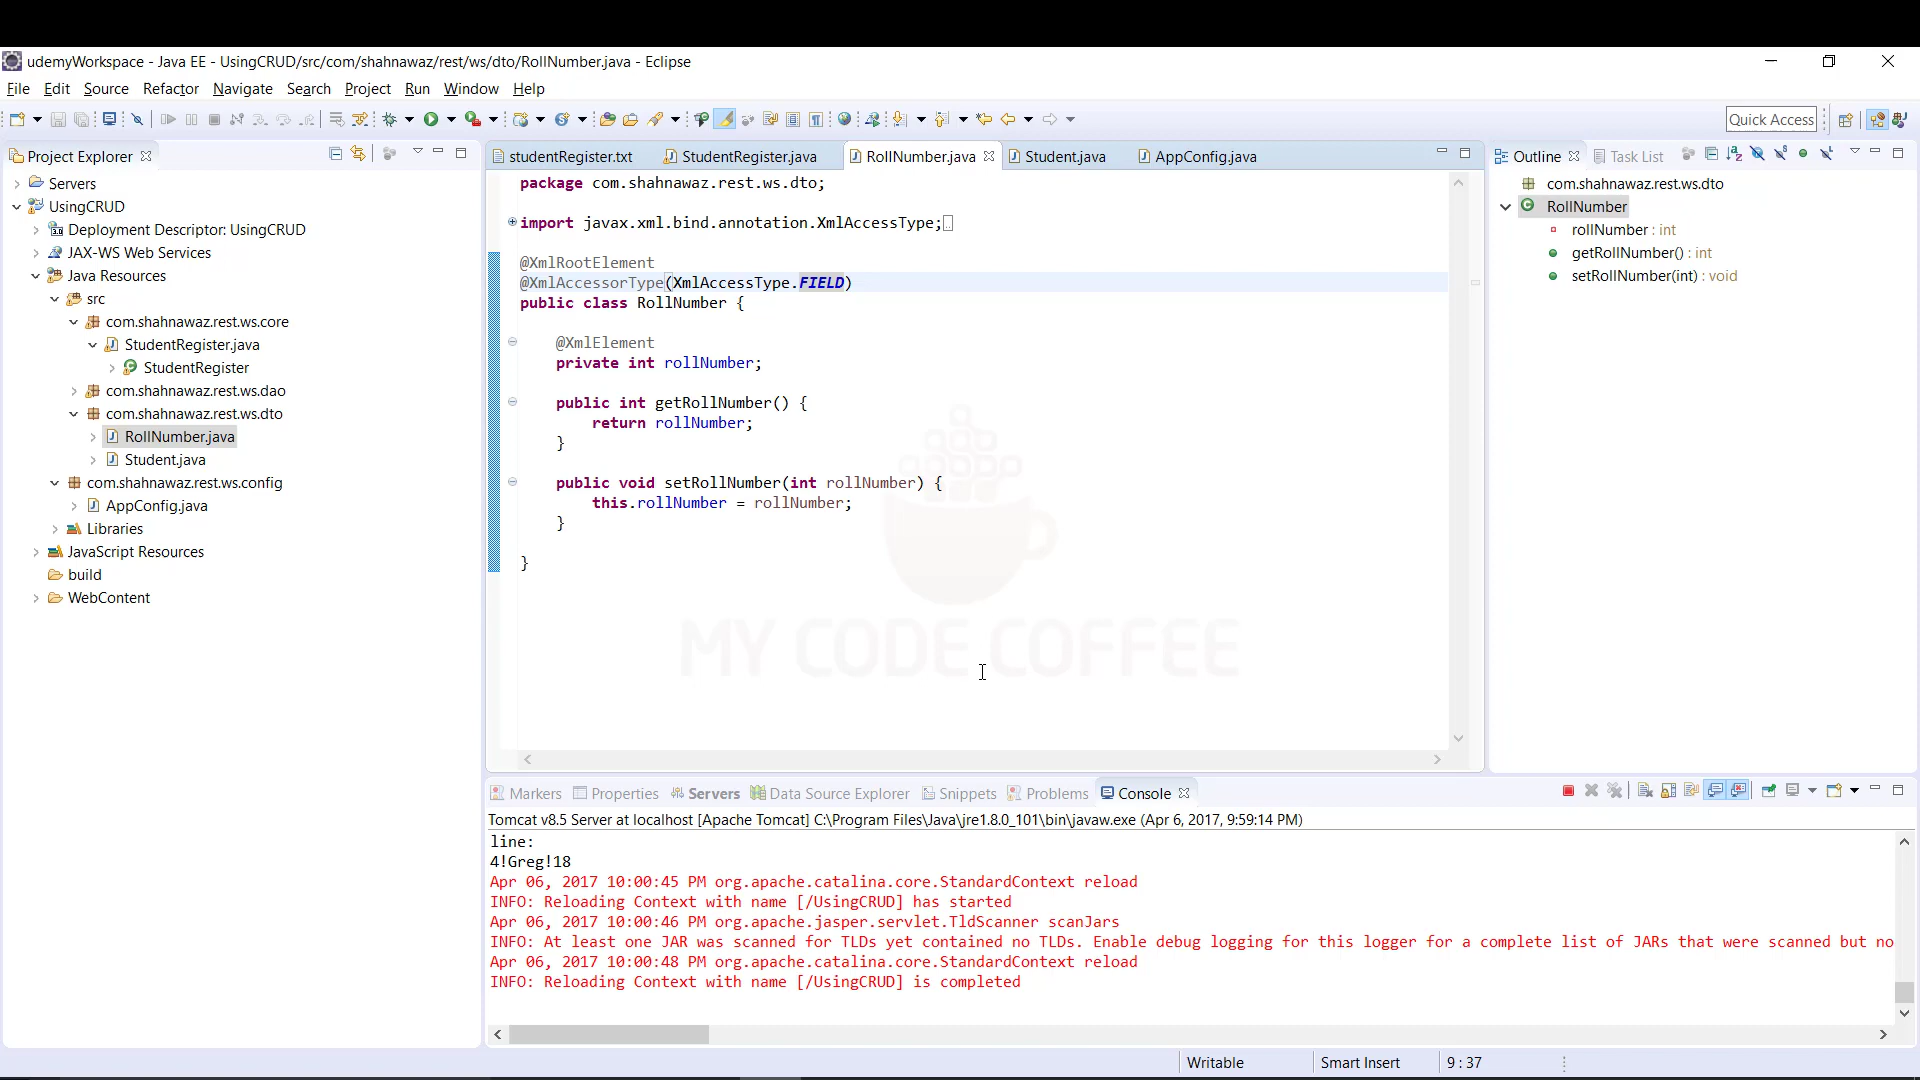 udemyWorkspace - Java EE - UsingCRUD/src/com/shahnawaz/rest/ws/dto/RollNumber.java - Eclipse
File Edit Source Refactor Navigate Search Project Run Window Help
Quick Access
Project Explorer
Servers
UsingCRUD
Deployment Descriptor: UsingCRUD
JAX-WS Web Services
Java Resources
src
com.shahnawaz.rest.ws.core
StudentRegister.java
StudentRegister
com.shahnawaz.rest.ws.dao
com.shahnawaz.rest.ws.dto
RollNumber.java
Student.java
com.shahnawaz.rest.ws.config
AppConfig.java
Libraries
JavaScript Resources
build
WebContent
studentRegister.txt StudentRegister.java RollNumber.java Student.java AppConfig.java
package com.shahnawaz.rest.ws.dto;
import javax.xml.bind.annotation.XmlAccessType;
@XmlRootElement
@XmlAccessorType(XmlAccessType.FIELD)
public class RollNumber {
@XmlElement
private int rollNumber;
public int getRollNumber() {
return rollNumber;
}
public void setRollNumber(int rollNumber) {
this.rollNumber = rollNumber;
}
}
MY CODE COFFEE
Outline Task List
com.shahnawaz.rest.ws.dto
RollNumber
rollNumber : int
getRollNumber() : int
setRollNumber(int) : void
Markers Properties Servers Data Source Explorer Snippets Problems Console
Tomcat v8.5 Server at localhost [Apache Tomcat] C:\Program Files\Java\jre1.8.0_101\bin\javaw.exe (Apr 6, 2017, 9:59:14 PM)
line:
4!Greg!18
Apr 06, 2017 10:00:45 PM org.apache.catalina.core.StandardContext reload
INFO: Reloading Context with name [/UsingCRUD] has started
Apr 06, 2017 10:00:46 PM org.apache.jasper.servlet.TldScanner scanJars
INFO: At least one JAR was scanned for TLDs yet contained no TLDs. Enable debug logging for this logger for a complete list of JARs that were scanned but no
Apr 06, 2017 10:00:48 PM org.apache.catalina.core.StandardContext reload
INFO: Reloading Context with name [/UsingCRUD] is completed
Writable Smart Insert 9 : 37